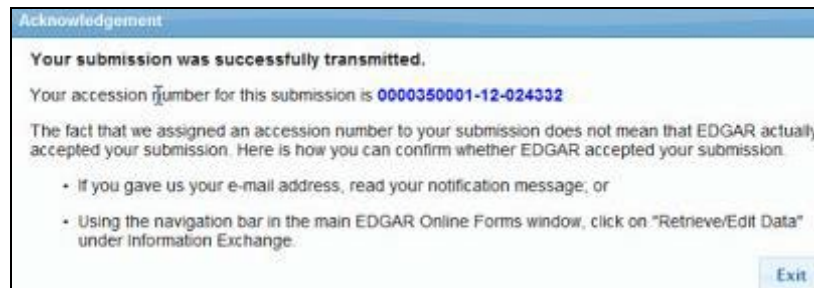 Acknowledgement
Your submission was successfully transmitted.
Your accession number for this submission is 0000350001-12-024332
The fact that we assigned an accession number to your submission does not mean that EDGAR actually
accepted your submission. Here is how you can confirm whether EDGAR accepted your submission.
• If you gave us your e-mail address, read your notification message; or
• Using the navigation bar in the main EDGAR Online Forms window, click on "Retrieve/Edit Data"
under Information Exchange.
Exit